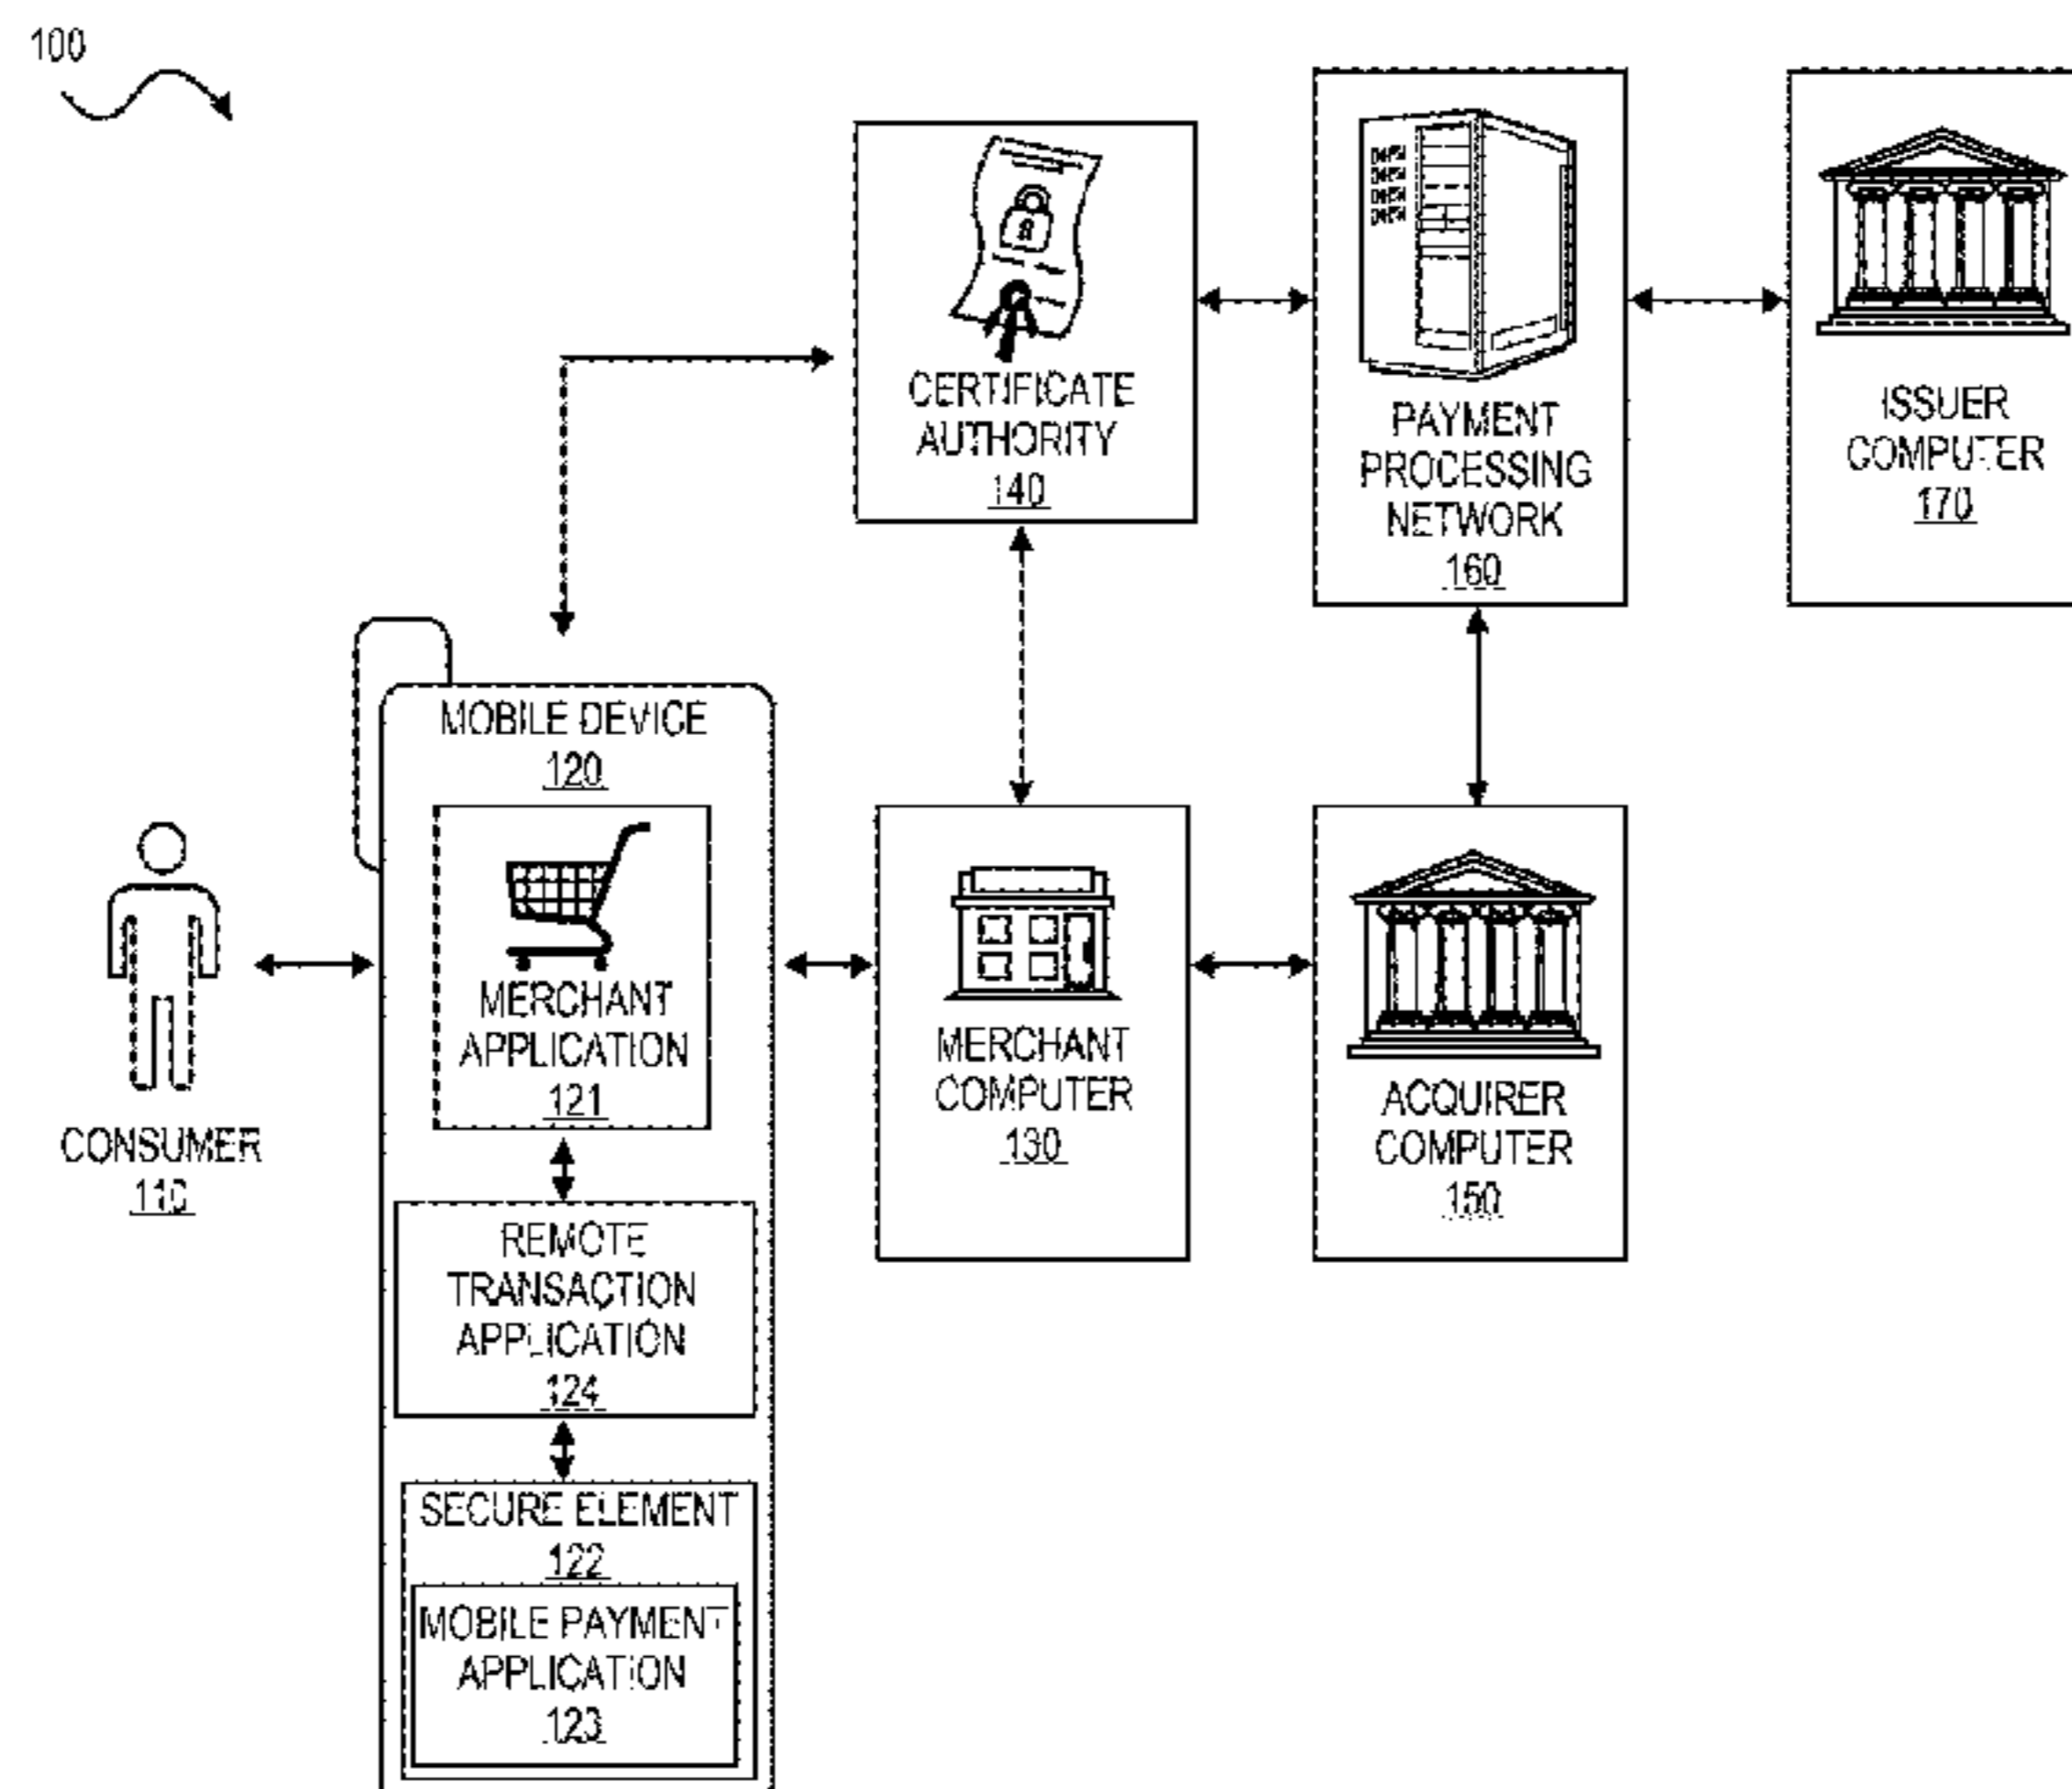 100
CERTIFICATE
AUTHORITY
140
PAYMENT
PROCESSING
NETWORK
160
ISSUER
COMPUTER
170
MOBILE DEVICE
120
MERCHANT
APPLICATION
121
CONSUMER
110
MERCHANT
COMPUTER
130
ACQUIRER
COMPUTER
150
REMOTE
TRANSACTION
APPLICATION
124
SECURE ELEMENT
122
MOBILE PAYMENT
APPLICATION
123